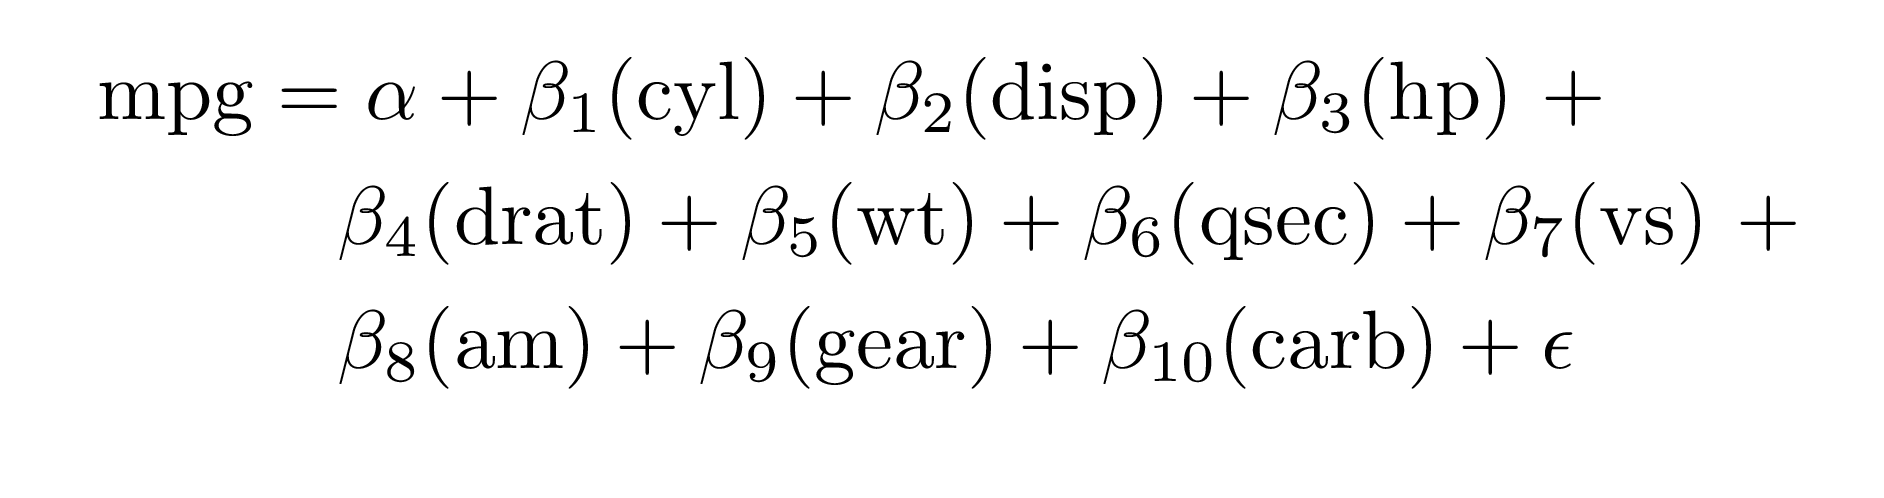 mpg = α + β₁(cyl) + β₂(disp) + β₃(hp) +
β₄(drat) + β₅(wt) + β₆(qsec) + β₇(vs) +
β₈(am) + β₉(gear) + β₁₀(carb) + ϵ